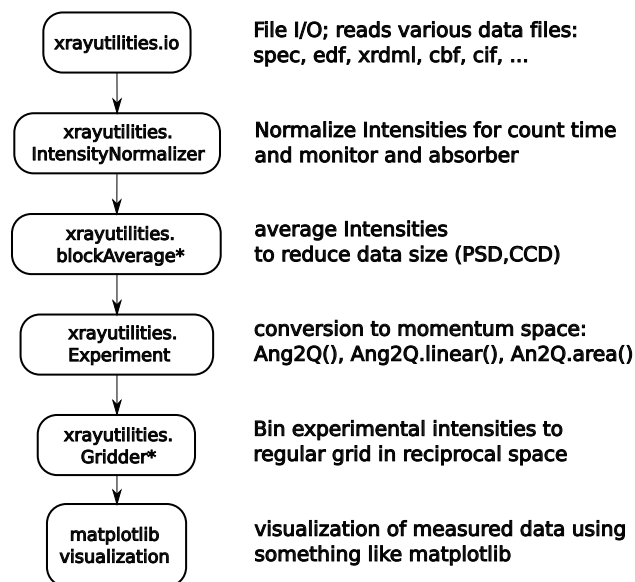 xrayutilities.io
File I/O; reads various data files:
spec, edf, xrdml, cbf, cif, ...
xrayutilities.
IntensityNormalizer
Normalize Intensities for count time
and monitor and absorber
xrayutilities.
blockAverage*
average Intensities
to reduce data size (PSD,CCD)
xrayutilities.
Experiment
conversion to momentum space:
Ang2Q(), Ang2Q.linear(), An2Q.area()
xrayutilities.
Gridder*
Bin experimental intensities to
regular grid in reciprocal space
matplotlib
visualization
visualization of measured data using
something like matplotlib